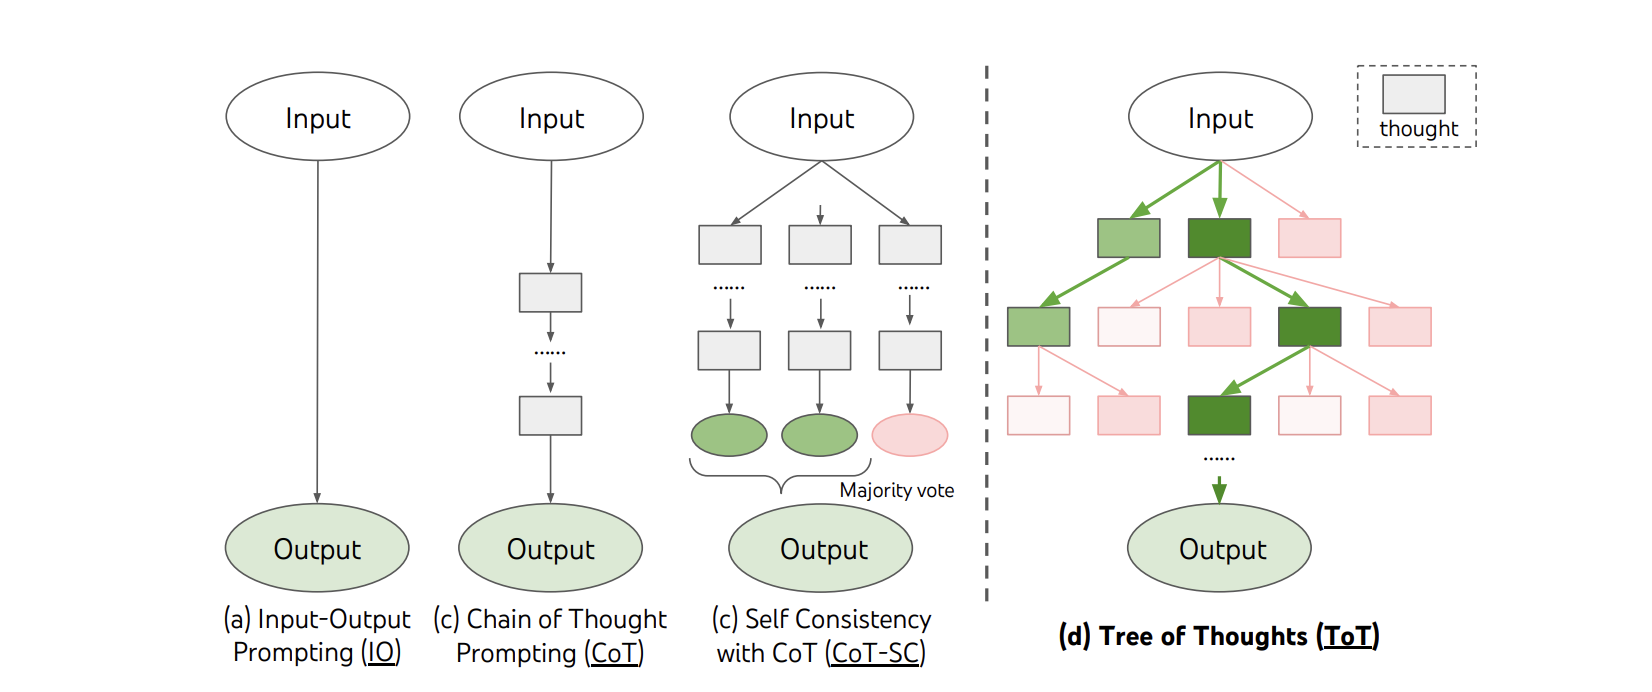 Input
Input
Input
Input
thought
......
......
......
......
......
Majority vote
Output
Output
Output
Output
(a) Input-Output
Prompting (IO)
(c) Chain of Thought
Prompting (CoT)
(c) Self Consistency
with CoT (CoT-SC)
(d) Tree of Thoughts (ToT)